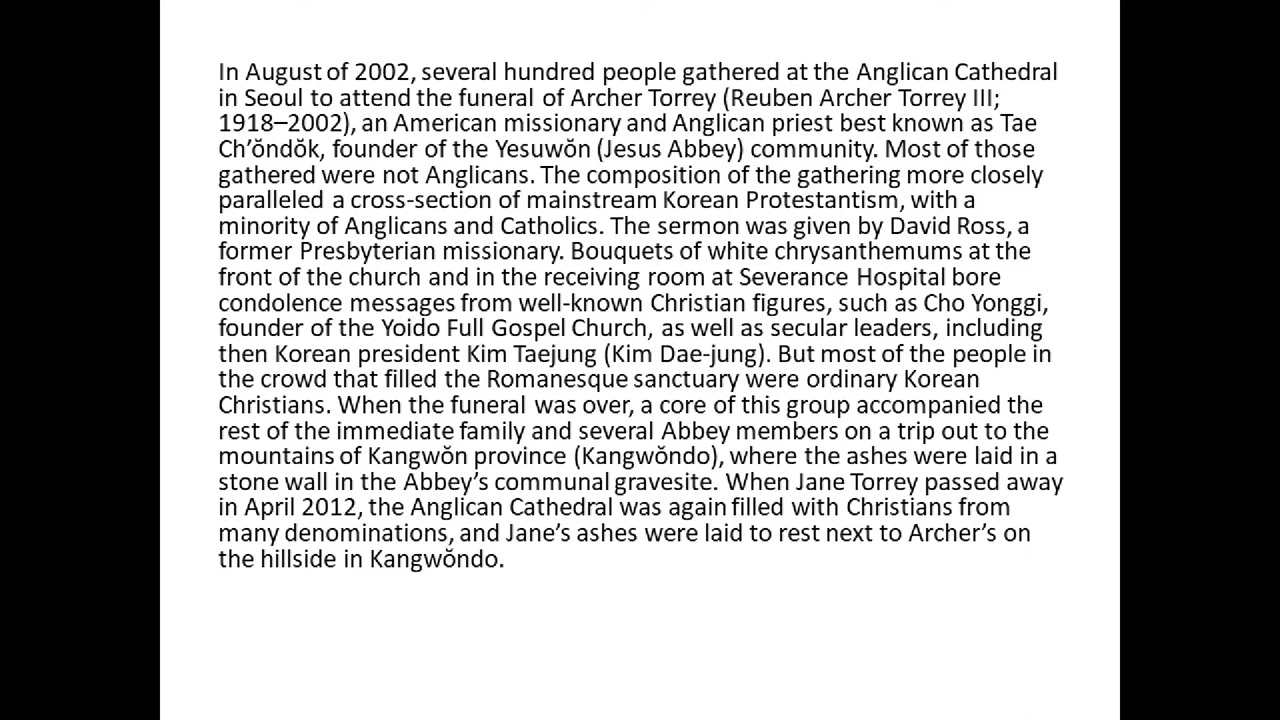 In August of 2002, several hundred people gathered at the Anglican Cathedral
in Seoul to attend the funeral of Archer Torrey (Reuben Archer Torrey III;
1918–2002), an American missionary and Anglican priest best known as Tae
Ch’ŏndŏk, founder of the Yesuwŏn (Jesus Abbey) community. Most of those
gathered were not Anglicans. The composition of the gathering more closely
paralleled a cross-section of mainstream Korean Protestantism, with a
minority of Anglicans and Catholics. The sermon was given by David Ross, a
former Presbyterian missionary. Bouquets of white chrysanthemums at the
front of the church and in the receiving room at Severance Hospital bore
condolence messages from well-known Christian figures, such as Cho Yonggi,
founder of the Yoido Full Gospel Church, as well as secular leaders, including
then Korean president Kim Taejung (Kim Dae-jung). But most of the people in
the crowd that filled the Romanesque sanctuary were ordinary Korean
Christians. When the funeral was over, a core of this group accompanied the
rest of the immediate family and several Abbey members on a trip out to the
mountains of Kangwŏn province (Kangwŏndo), where the ashes were laid in a
stone wall in the Abbey’s communal gravesite. When Jane Torrey passed away
in April 2012, the Anglican Cathedral was again filled with Christians from
many denominations, and Jane’s ashes were laid to rest next to Archer’s on
the hillside in Kangwŏndo.